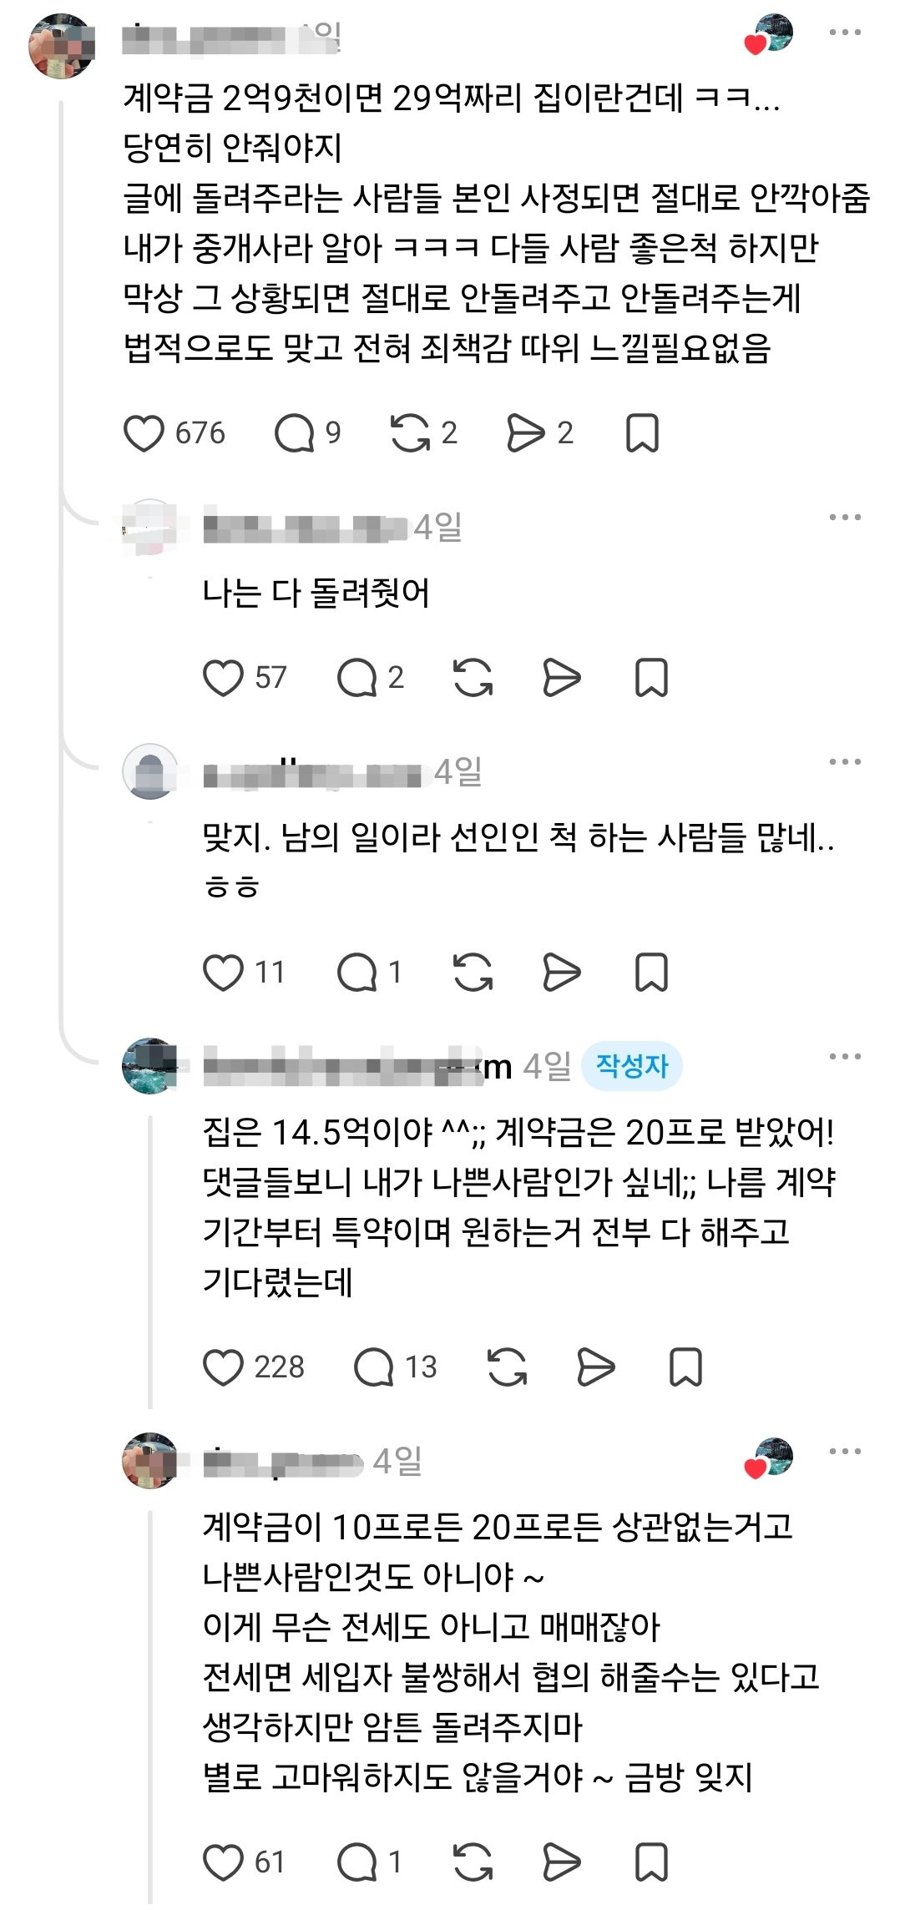 계약금 2억9천이면 29억짜리 집이란건데 ㅋㅋ...
당연히 안줘야지
글에 돌려주라는 사람들 본인 사정되면 절대로 안깍아줌
내가 중개사라 알아 ㅋㅋㅋ 다들 사람 좋은척 하지만
막상 그 상황되면 절대로 안돌려주고 안돌려주는게
법적으로도 맞고 전혀 죄책감 따위 느낄필요없음
676 9 2 2
4일
나는 다 돌려줫어
57 2
4일
맞지. 남의 일이라 선인인 척 하는 사람들 많네..
ㅎㅎ
11 1
m 4일 작성자
집은 14.5억이야 ^^;; 계약금은 20프로 받았어!
댓글들보니 내가 나쁜사람인가 싶네;; 나름 계약
기간부터 특약이며 원하는거 전부 다 해주고
기다렸는데
228 13
4일
계약금이 10프로든 20프로든 상관없는거고
나쁜사람인것도 아니야 ~
이게 무슨 전세도 아니고 매매잖아
전세면 세입자 불쌍해서 협의 해줄수는 있다고
생각하지만 암튼 돌려주지마
별로 고마워하지도 않을거야 ~ 금방 잊지
61 1